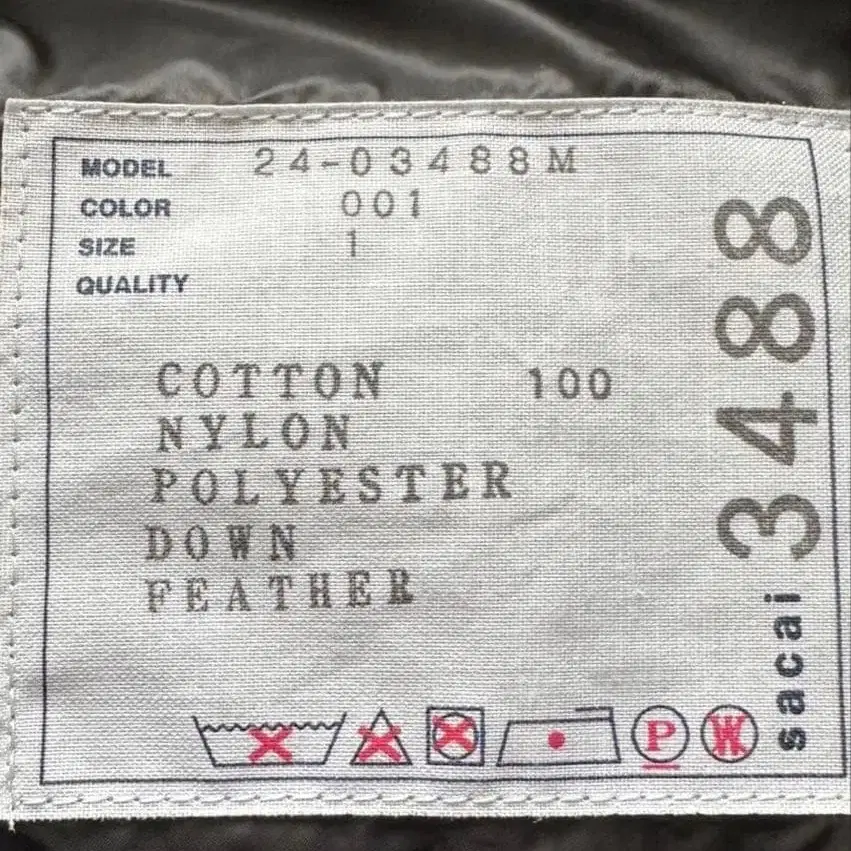 MODEL 24-03488M
COLOR 001
SIZE 1
QUALITY
COTTON 100
NYLON
POLYESTER
DOWN
FEATHER
P W
sacai 3488